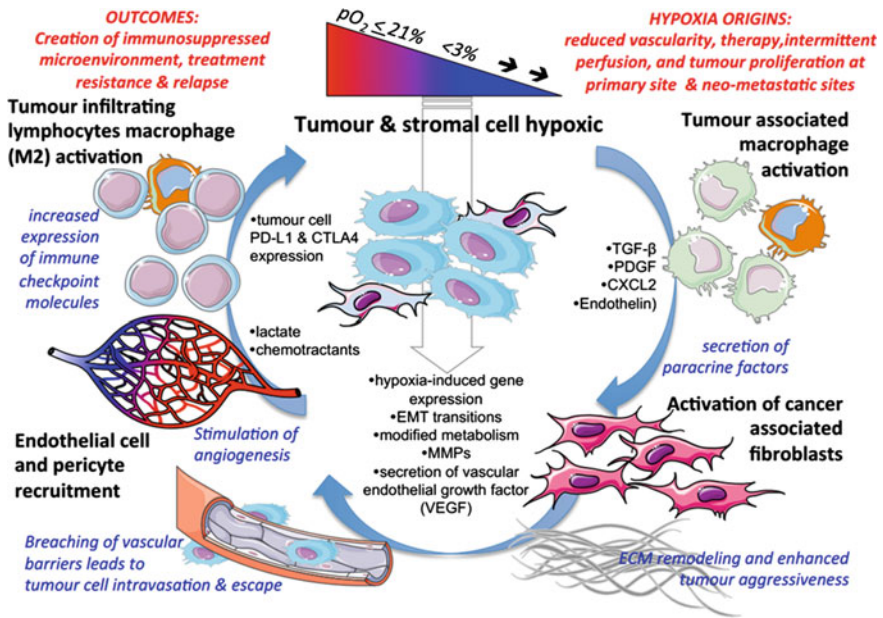 OUTCOMES:
Creation of immunosuppressed
microenvironment, treatment
resistance & relapse
pO2 ≤ 21%
<3%
HYPOXIA ORIGINS:
reduced vascularity, therapy,intermittent
perfusion, and tumour proliferation at
primary site & neo-metastatic sites
Tumour infiltrating
lymphocytes macrophage
(M2) activation
Tumour & stromal cell hypoxic
Tumour associated
macrophage
activation
increased
expression
of immune
checkpoint
molecules
•tumour cell
PD-L1 & CTLA4
expression
•TGF-β
•PDGF
•CXCL2
•Endothelin)
•lactate
•chemotractants
secretion of
paracrine factors
•hypoxia-induced gene
expression
•EMT transitions
•modified metabolism
•MMPs
•secretion of vascular
endothelial growth factor
(VEGF)
Activation of cancer
associated
fibroblasts
Endothelial cell
and pericyte
recruitment
Stimulation of
angiogenesis
Breaching of vascular
barriers leads to
tumour cell intravasation & escape
ECM remodeling and enhanced
tumour aggressiveness